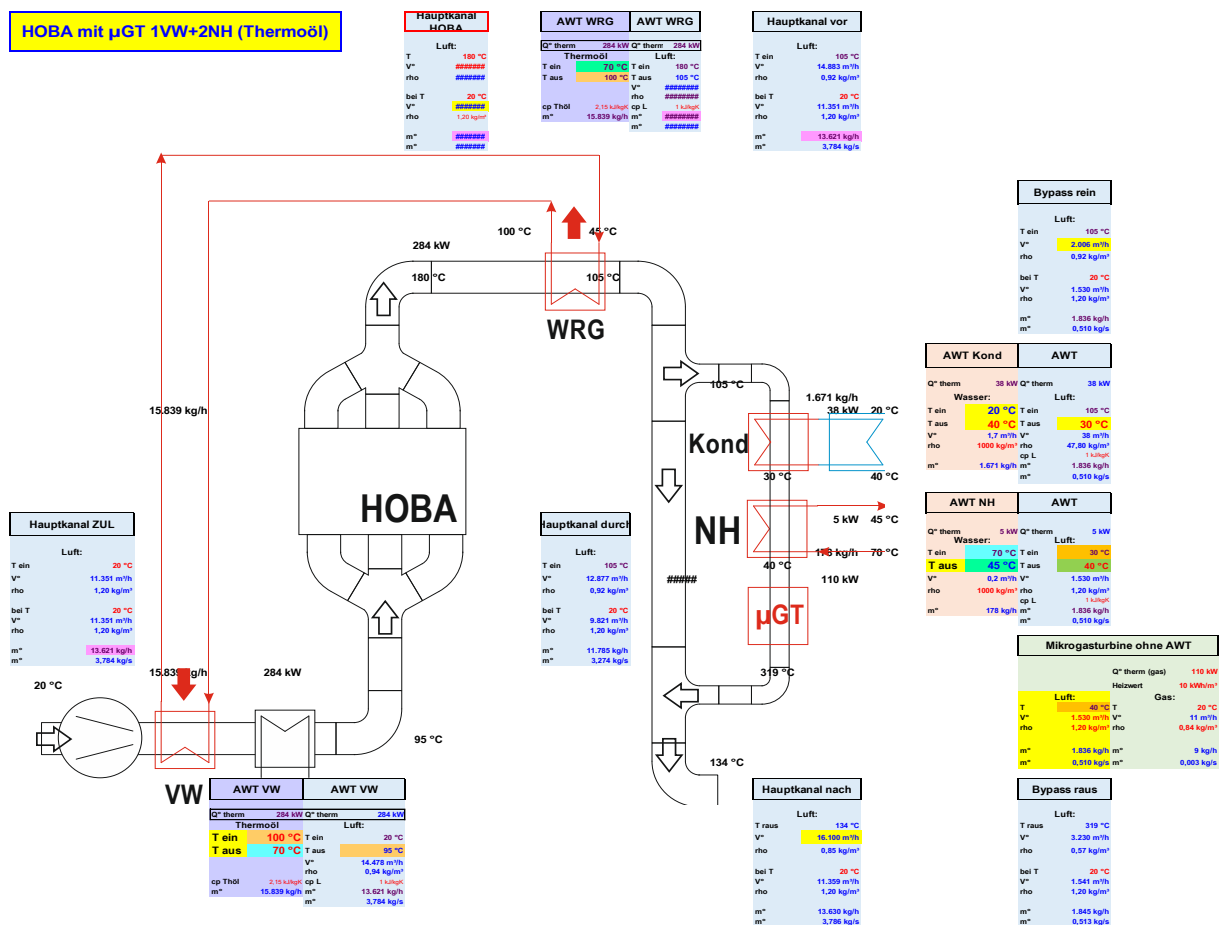 HOBA mit µGT 1VW+2NH (Thermoöl)
Hauptkanal
HOBA
Luft:
T 180 °C
V" #######
rho #######
bei T 20 °C
V" #######
rho 1,20 kg/m³
m" #######
m" #######
AWT WRG
Q" therm 284 kW
Thermoöl
T ein 70 °C
T aus 100 °C
cp Thöl 2,15 kJ/kgK
m" 15.839 kg/h
AWT WRG
Q" therm 284 kW
Luft:
T ein 180 °C
T aus 105 °C
V" ########
rho ########
cp L 1 kJ/kgK
m" ########
m" ########
Hauptkanal vor
Luft:
T ein 105 °C
V" 14.883 m³/h
rho 0,92 kg/m³
bei T 20 °C
V" 11.351 m³/h
rho 1,20 kg/m³
m" 13.621 kg/h
m" 3,784 kg/s
Bypass rein
Luft:
T ein 105 °C
V" 2.006 m³/h
rho 0,92 kg/m³
bei T 20 °C
V" 1.530 m³/h
rho 1,20 kg/m³
m" 1.836 kg/h
m" 0,510 kg/s
100 °C
45 °C
284 kW
180 °C
105 °C
WRG
15.839 kg/h
105 °C
1.671 kg/h
38 kW 20 °C
Kond
30 °C
40 °C
HOBA
NH
5 kW 45 °C
178 kg/h 70 °C
40 °C
110 kW
#####
µGT
319 °C
AWT Kond
Q" therm 38 kW
Wasser:
T ein 20 °C
T aus 40 °C
V" 1,7 m³/h
rho 1000 kg/m³
m" 1.671 kg/h
AWT
Q" therm 38 kW
Luft:
T ein 105 °C
T aus 30 °C
V" 38 m³/h
rho 47,80 kg/m³
cp L 1 kJ/kgK
m" 1.836 kg/h
m" 0,510 kg/s
AWT NH
Q" therm 5 kW
Wasser:
T ein 70 °C
T aus 45 °C
V" 0,2 m³/h
rho 1000 kg/m³
m" 178 kg/h
AWT
Q" therm 5 kW
Luft:
T ein 30 °C
T aus 40 °C
V" 1.530 m³/h
rho 1,20 kg/m³
cp L 1 kJ/kgK
m" 1.836 kg/h
m" 0,510 kg/s
Hauptkanal ZUL
Luft:
T ein 20 °C
V" 11.351 m³/h
rho 1,20 kg/m³
bei T 20 °C
V" 11.351 m³/h
rho 1,20 kg/m³
m" 13.621 kg/h
m" 3,784 kg/s
Hauptkanal durch
Luft:
T ein 105 °C
V" 12.877 m³/h
rho 0,92 kg/m³
bei T 20 °C
V" 9.821 m³/h
rho 1,20 kg/m³
m" 11.785 kg/h
m" 3,274 kg/s
Mikrogasturbine ohne AWT
Q" therm (gas) 110 kW
Heizwert 10 kWh/m³
Luft:
T 40 °C
V" 1.530 m³/h
rho 1,20 kg/m³
m" 1.836 kg/h
m" 0,510 kg/s
Gas:
T 20 °C
V" 11 m³/h
rho 0,84 kg/m³
m" 9 kg/h
m" 0,003 kg/s
20 °C
15.839 kg/h
284 kW
95 °C
134 °C
VW
AWT VW
Q" therm 284 kW
Thermoöl
T ein 100 °C
T aus 70 °C
cp Thöl 2,15 kJ/kgK
m" 15.839 kg/h
AWT VW
Q" therm 284 kW
Luft:
T ein 20 °C
T aus 95 °C
V" 14.478 m³/h
rho 0,94 kg/m³
cp L 1 kJ/kgK
m" 13.621 kg/h
m" 3,784 kg/s
Hauptkanal nach
Luft:
T raus 134 °C
V" 16.100 m³/h
rho 0,85 kg/m³
bei T 20 °C
V" 11.359 m³/h
rho 1,20 kg/m³
m" 13.630 kg/h
m" 3,786 kg/s
Bypass raus
Luft:
T raus 319 °C
V" 3.230 m³/h
rho 0,57 kg/m³
bei T 20 °C
V" 1.541 m³/h
rho 1,20 kg/m³
m" 1.845 kg/h
m" 0,513 kg/s